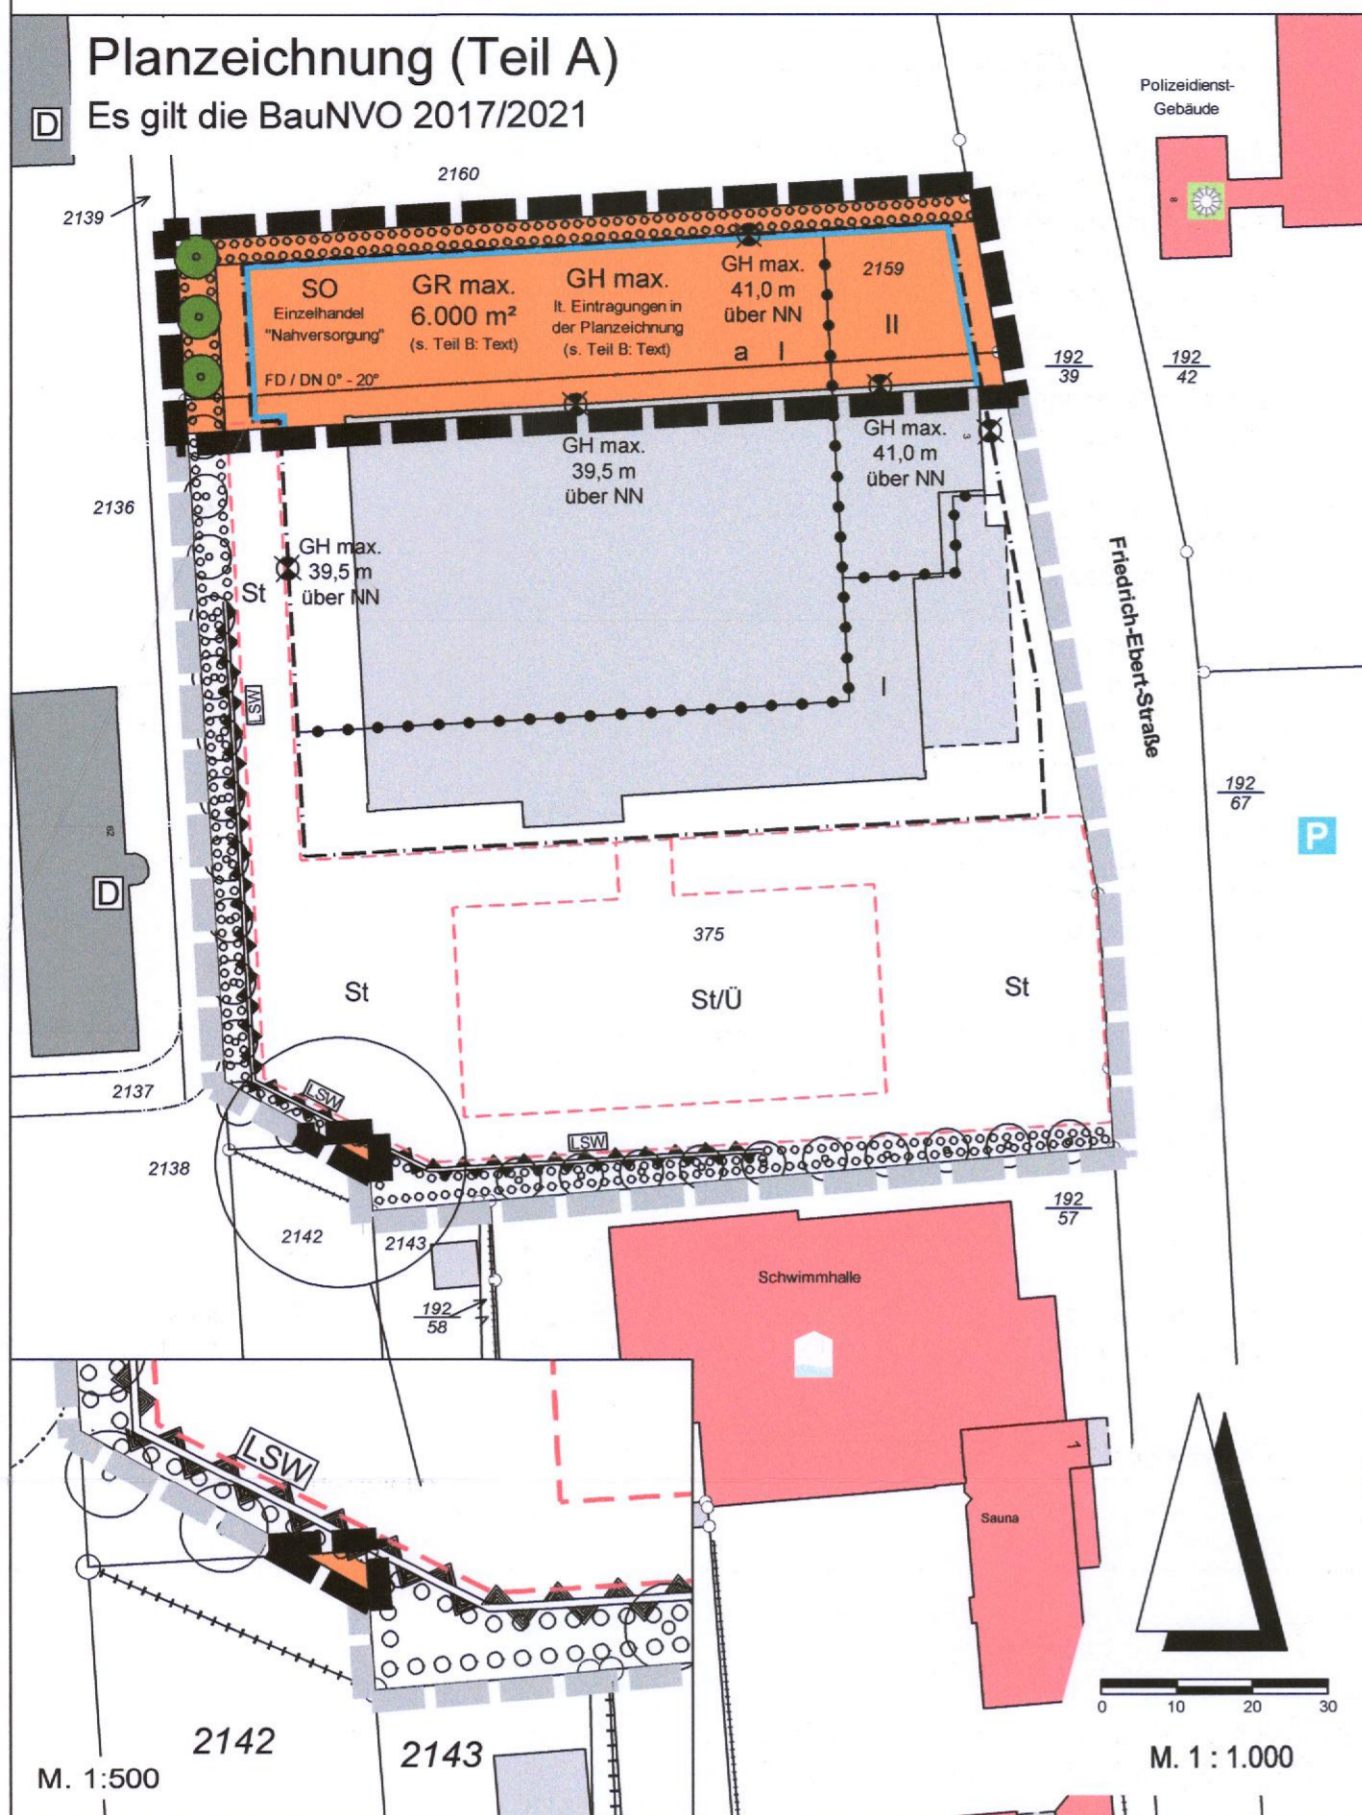 Planzeichnung (Teil A)
Es gilt die BauNVO 2017/2021
D
Polizeidienst-
Gebäude
8
2139
2160
SO
Einzelhandel
"Nahversorgung"
GR max.
6.000 m²
(s. Teil B: Text)
GH max.
lt. Eintragungen in
der Planzeichnung
(s. Teil B: Text)
GH max.
41,0 m
über NN
a I
2159
II
FD / DN 0° - 20°
192
39
192
42
GH max.
39,5 m
über NN
GH max.
41,0 m
über NN
3
2136
GH max.
39,5 m
über NN
St
Friedrich-Ebert-Straße
LSW
I
192
67
P
62
D
375
St
St/Ü
St
2137
LSW
LSW
2138
2142
2143
192
57
192
58
Schwimmhalle
LSW
1
Sauna
2142
2143
M. 1:500
0 10 20 30
M. 1 : 1.000